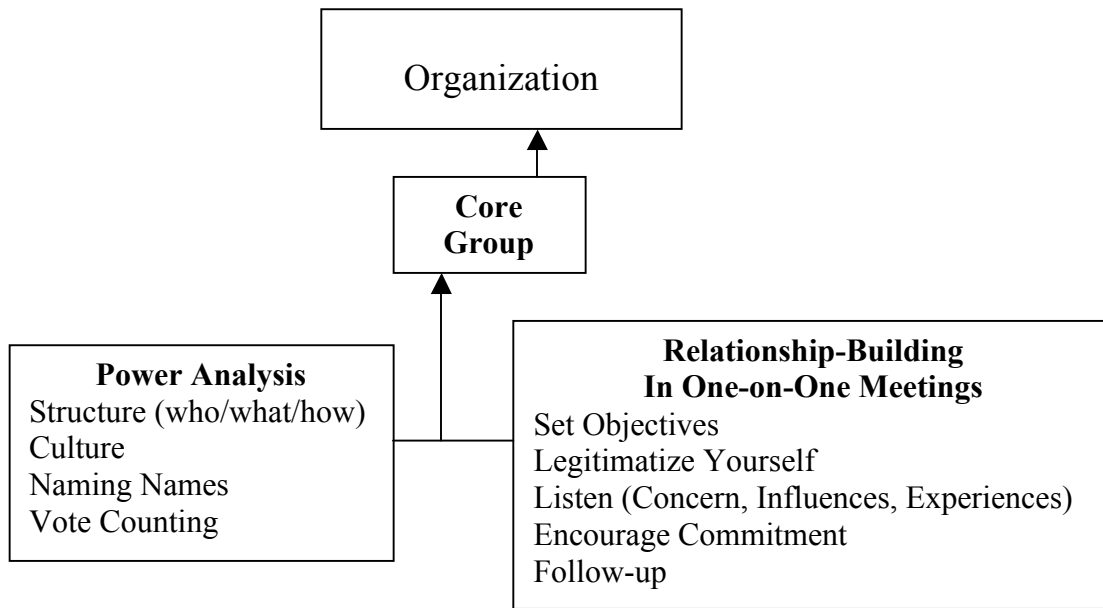 Organization
Core
Group
Power Analysis
Structure (who/what/how)
Culture
Naming Names
Vote Counting
Relationship-Building
In One-on-One Meetings
Set Objectives
Legitimatize Yourself
Listen (Concern, Influences, Experiences)
Encourage Commitment
Follow-up